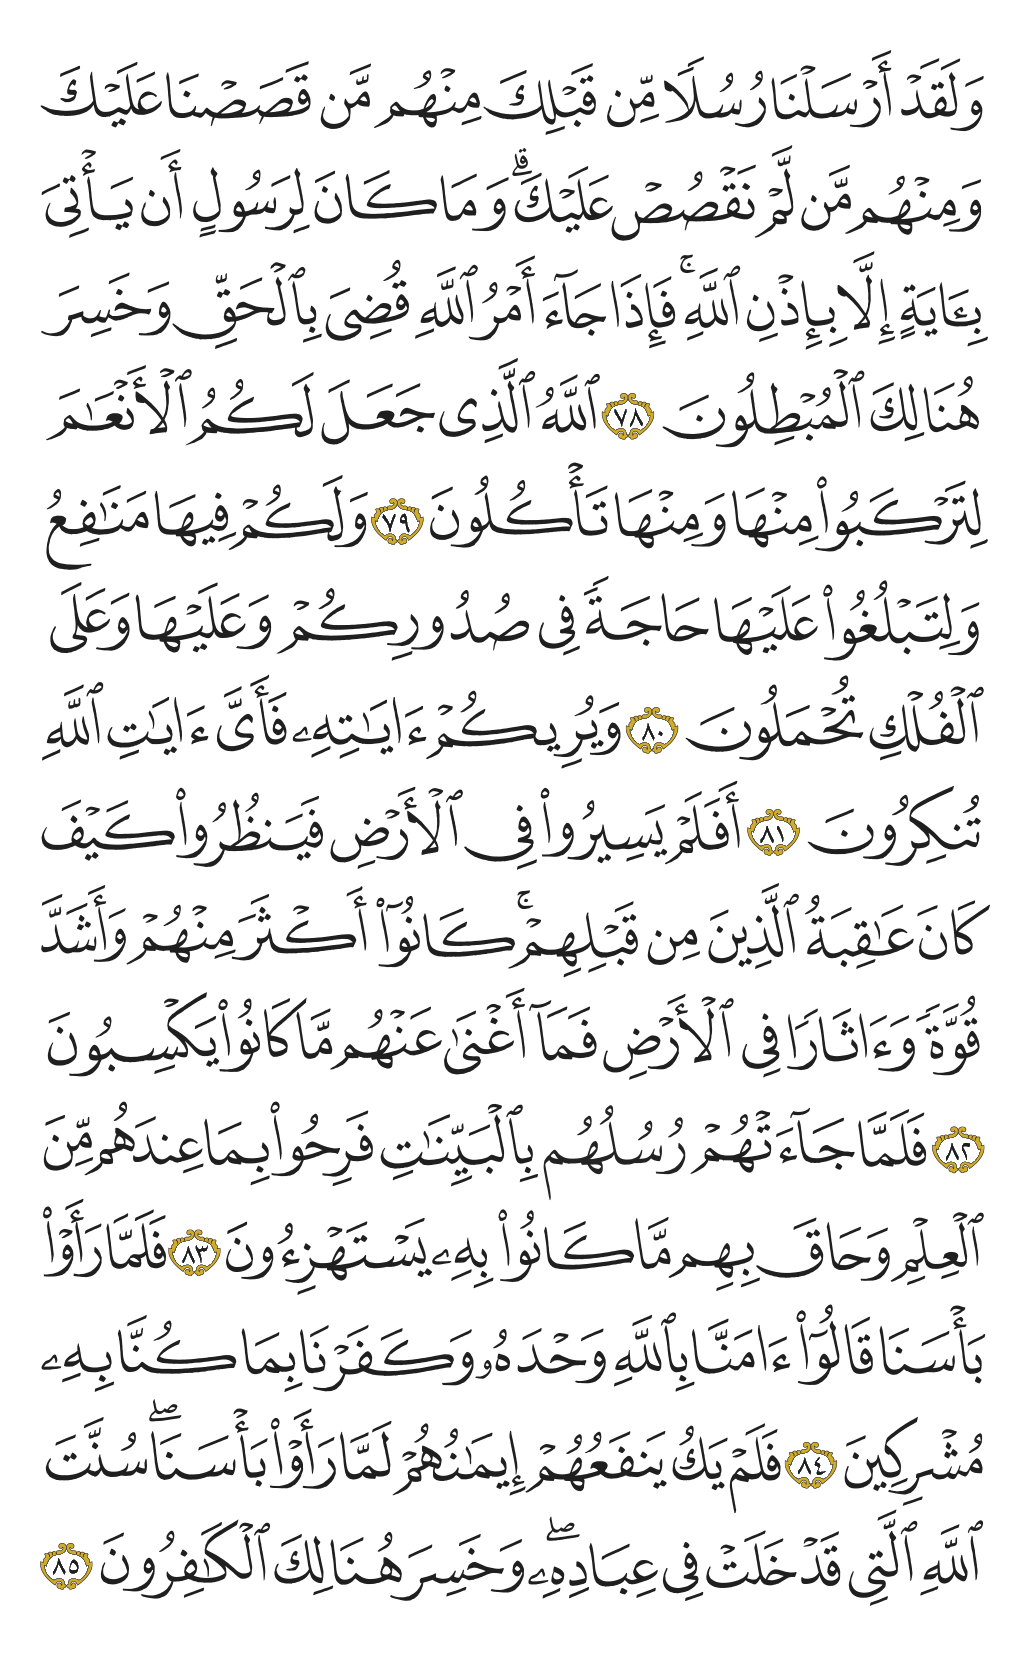 وَلَقَدۡ أَرۡسَلۡنَا رُسُلٗا مِّن قَبۡلِكَ مِنۡهُم مَّن قَصَصۡنَا عَلَيۡكَ
وَمِنۡهُم مَّن لَّمۡ نَقۡصُصۡ عَلَيۡكَۗ وَمَا كَانَ لِرَسُولٍ أَن يَأۡتِيَ
بِـَٔايَةٍ إِلَّا بِإِذۡنِ ٱللَّهِۚ فَإِذَا جَآءَ أَمۡرُ ٱللَّهِ قُضِيَ بِٱلۡحَقِّ وَخَسِرَ
هُنَالِكَ ٱلۡمُبۡطِلُونَ ٧٨ ٱللَّهُ ٱلَّذِي جَعَلَ لَكُمُ ٱلۡأَنۡعَٰمَ
لِتَرۡكَبُواْ مِنۡهَا وَمِنۡهَا تَأۡكُلُونَ ٧٩ وَلَكُمۡ فِيهَا مَنَٰفِعُ
وَلِتَبۡلُغُواْ عَلَيۡهَا حَاجَةٗ فِي صُدُورِكُمۡ وَعَلَيۡهَا وَعَلَى
ٱلۡفُلۡكِ تُحۡمَلُونَ ٨٠ وَيُرِيكُمۡ ءَايَٰتِهِۦ فَأَيَّ ءَايَٰتِ ٱللَّهِ
تُنكِرُونَ ٨١ أَفَلَمۡ يَسِيرُواْ فِي ٱلۡأَرۡضِ فَيَنظُرُواْ كَيۡفَ
كَانَ عَٰقِبَةُ ٱلَّذِينَ مِن قَبۡلِهِمۡۚ كَانُوٓاْ أَكۡثَرَ مِنۡهُمۡ وَأَشَدَّ
قُوَّةٗ وَءَاثَارٗا فِي ٱلۡأَرۡضِ فَمَآ أَغۡنَىٰ عَنۡهُم مَّا كَانُواْ يَكۡسِبُونَ
٨٢ فَلَمَّا جَآءَتۡهُمۡ رُسُلُهُم بِٱلۡبَيِّنَٰتِ فَرِحُواْ بِمَا عِندَهُم مِّنَ
ٱلۡعِلۡمِ وَحَاقَ بِهِم مَّا كَانُواْ بِهِۦ يَسۡتَهۡزِءُونَ ٨٣ فَلَمَّا رَأَوۡاْ
بَأۡسَنَا قَالُوٓاْ ءَامَنَّا بِٱللَّهِ وَحۡدَهُۥ وَكَفَرۡنَا بِمَا كُنَّا بِهِۦ
مُشۡرِكِينَ ٨٤ فَلَمۡ يَكُ يَنفَعُهُمۡ إِيمَٰنُهُمۡ لَمَّا رَأَوۡاْ بَأۡسَنَاۖ سُنَّتَ
ٱللَّهِ ٱلَّتِي قَدۡ خَلَتۡ فِي عِبَادِهِۦۖ وَخَسِرَ هُنَالِكَ ٱلۡكَٰفِرُونَ ٨٥